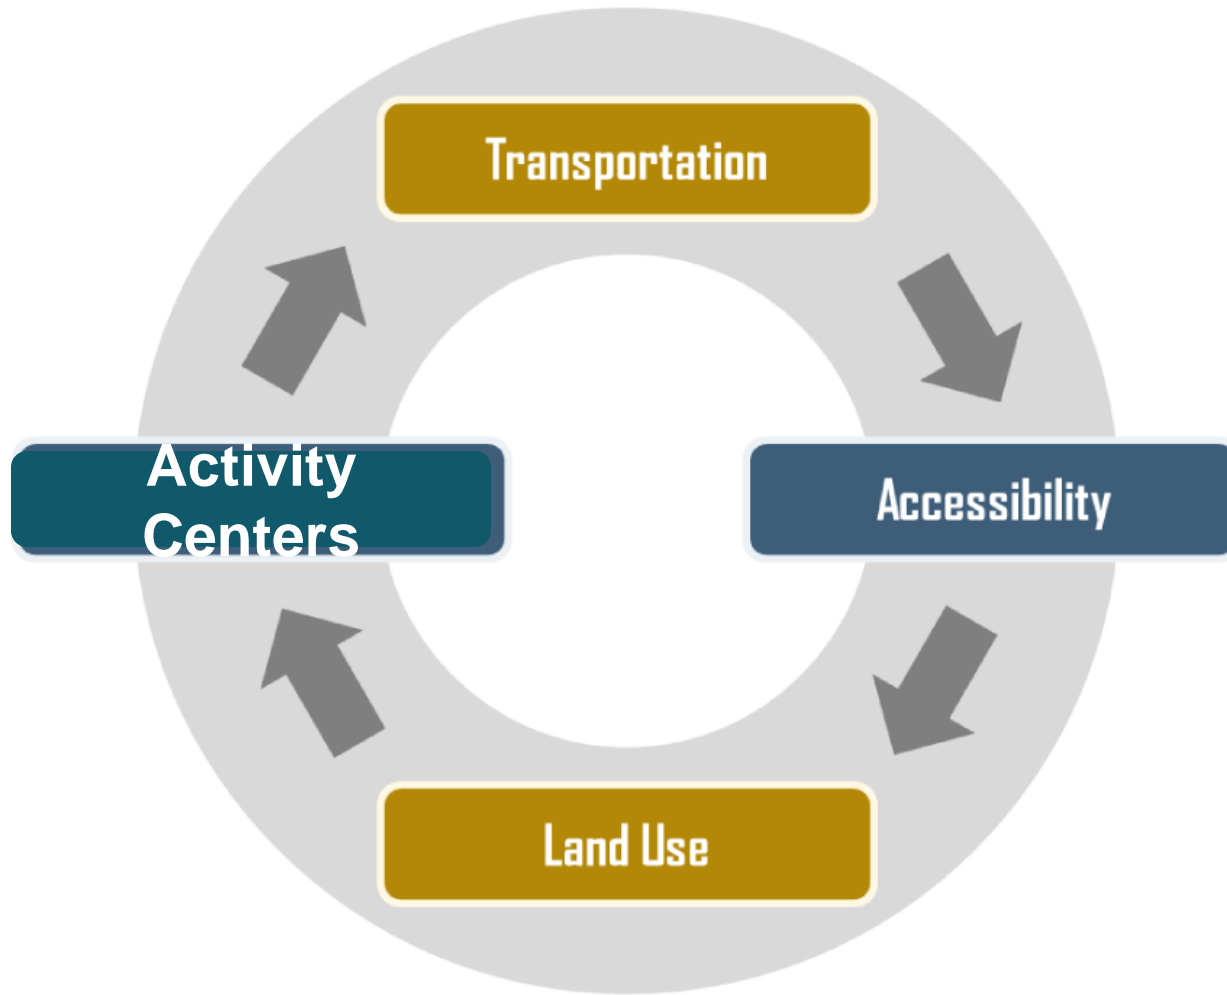 Transportation
Activity
Centers
Accessibility
Land Use